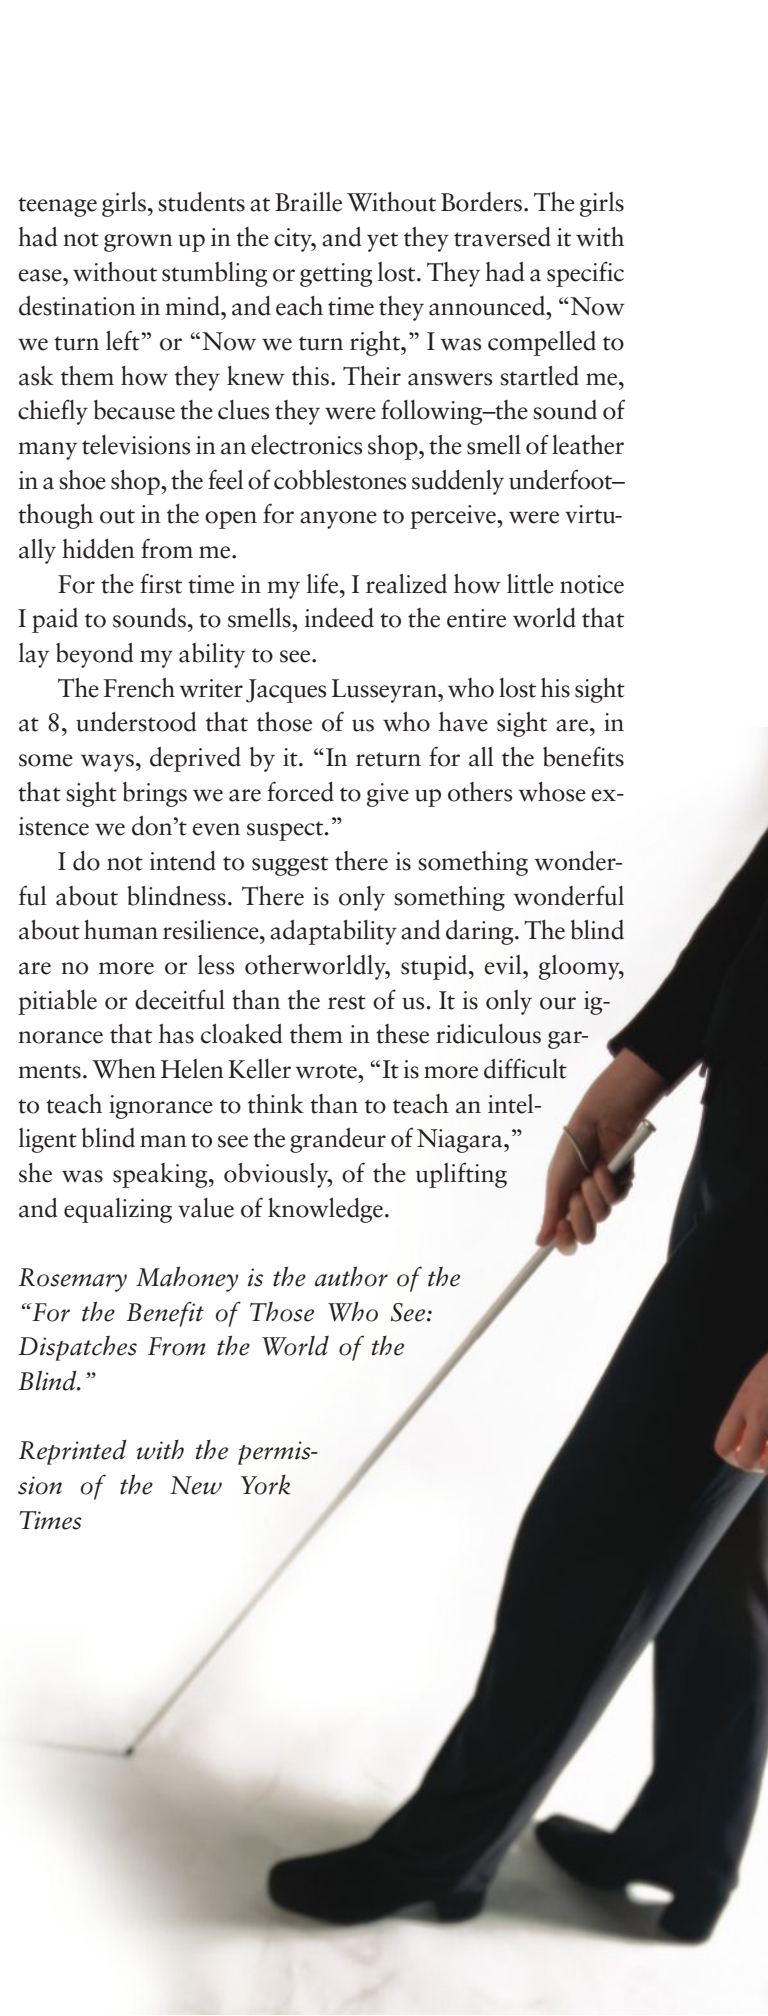 teenage girls, students at Braille Without Borders. The girls
had not grown up in the city, and yet they traversed it with
ease, without stumbling or getting lost. They had a specific
destination in mind, and each time they announced, “Now
we turn left” or “Now we turn right,” I was compelled to
ask them how they knew this. Their answers startled me,
chiefly because the clues they were following–the sound of
many televisions in an electronics shop, the smell of leather
in a shoe shop, the feel of cobblestones suddenly underfoot–
though out in the open for anyone to perceive, were virtu-
ally hidden from me.
For the first time in my life, I realized how little notice
I paid to sounds, to smells, indeed to the entire world that
lay beyond my ability to see.
The French writer Jacques Lusseyran, who lost his sight
at 8, understood that those of us who have sight are, in
some ways, deprived by it. “In return for all the benefits
that sight brings we are forced to give up others whose ex-
istence we don’t even suspect.”
I do not intend to suggest there is something wonder-
ful about blindness. There is only something wonderful
about human resilience, adaptability and daring. The blind
are no more or less otherworldly, stupid, evil, gloomy,
pitiable or deceitful than the rest of us. It is only our ig-
norance that has cloaked them in these ridiculous gar-
ments. When Helen Keller wrote, “It is more difficult
to teach ignorance to think than to teach an intel-
ligent blind man to see the grandeur of Niagara,”
she was speaking, obviously, of the uplifting
and equalizing value of knowledge.
Rosemary Mahoney is the author of the
“For the Benefit of Those Who See:
Dispatches From the World of the
Blind.”
Reprinted with the permis-
sion of the New York
Times